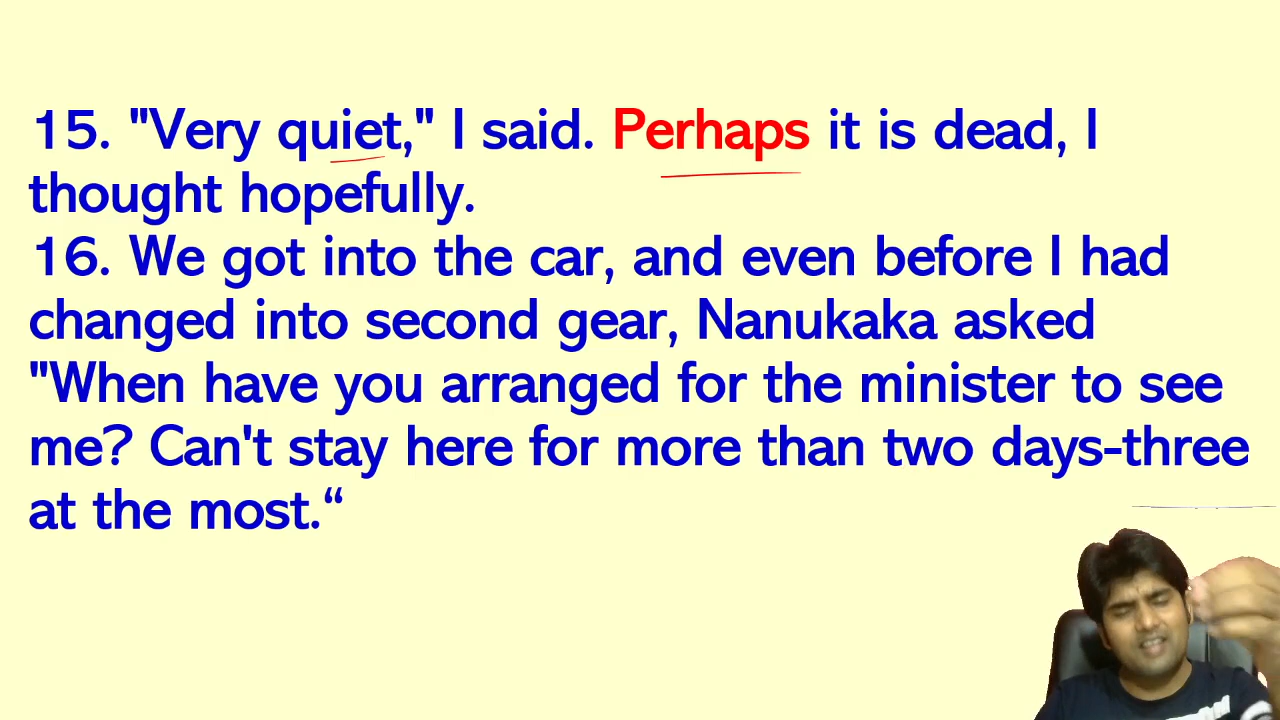 15. "Very quiet," I said. Perhaps it is dead, I
thought hopefully.
16. We got into the car, and even before I had
changed into second gear, Nanukaka asked
"When have you arranged for the minister to see
me? Can't stay here for more than two days-three
at the most.“